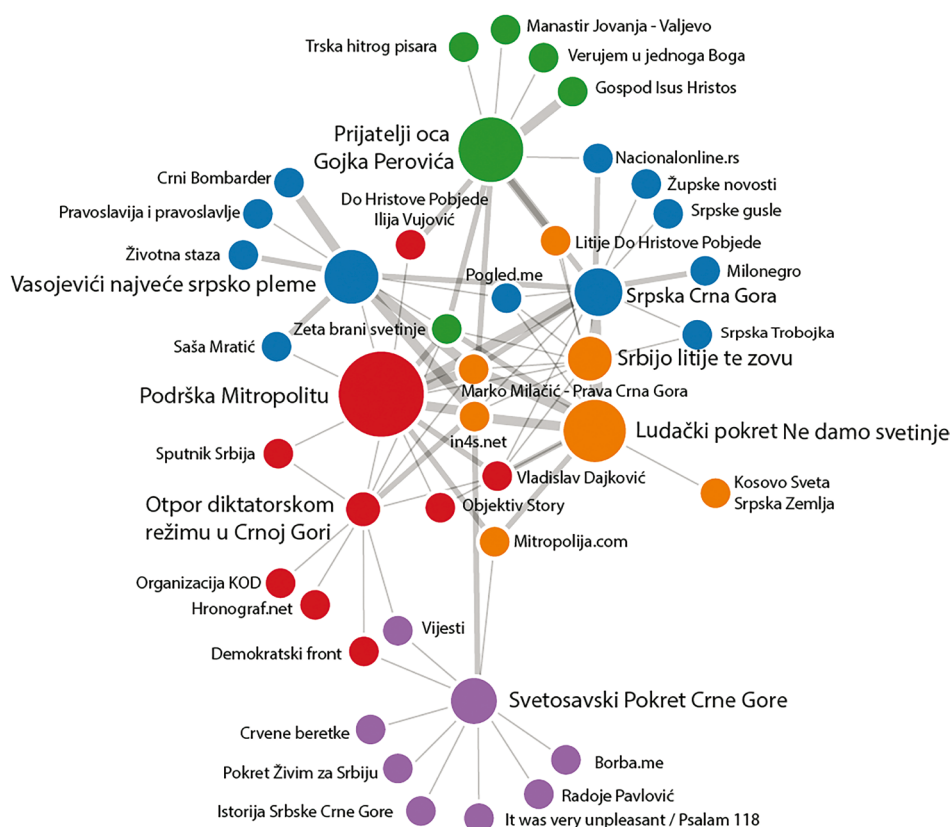 Manastir Jovanja - Valjevo
Trska hitrog pisara
Verujem u jednoga Boga
Gospod Isus Hristos
Prijatelji oca
Gojka Perovića
Nacionalonline.rs
Crni Bombarder
Župske novosti
Do Hristove Pobjede
Ilija Vujović
Pravoslavija i pravoslavlje
Srpske gusle
Litije Do Hristove Pobjede
Životna staza
Pogled.me
Milonegro
Vasojevići najveće srpsko pleme
Srpska Crna Gora
Zeta brani svetinje
Srpska Trobojka
Saša Mratić
Srbijo litije te zovu
Podrška Mitropolitu
Marko Milačić - Prava Crna Gora
Ludački pokret Ne damo svetinje
in4s.net
Sputnik Srbija
Vladislav Dajković
Kosovo Sveta
Srpska Zemlja
Otpor diktatorskom
režimu u Crnoj Gori
Objektiv Story
Mitropolija.com
Organizacija KOD
Hronograf.net
Vijesti
Demokratski front
Svetosavski Pokret Crne Gore
Crvene beretke
Borba.me
Pokret Živim za Srbiju
Radoje Pavlović
Istorija Srbske Crne Gore
It was very unpleasant / Psalam 118